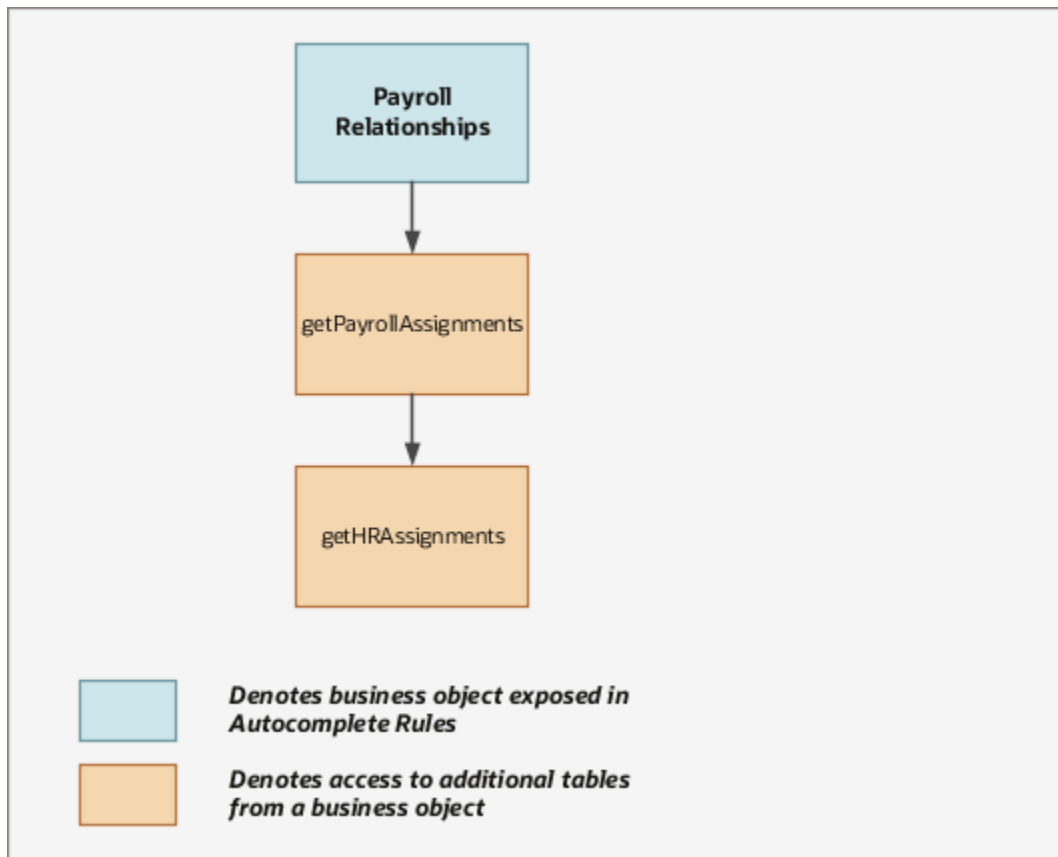 Payroll
Relationships
getPayrollAssignments
getHRAssignments
Denotes business object exposed in
Autocomplete Rules
Denotes access to additional tables
from a business object